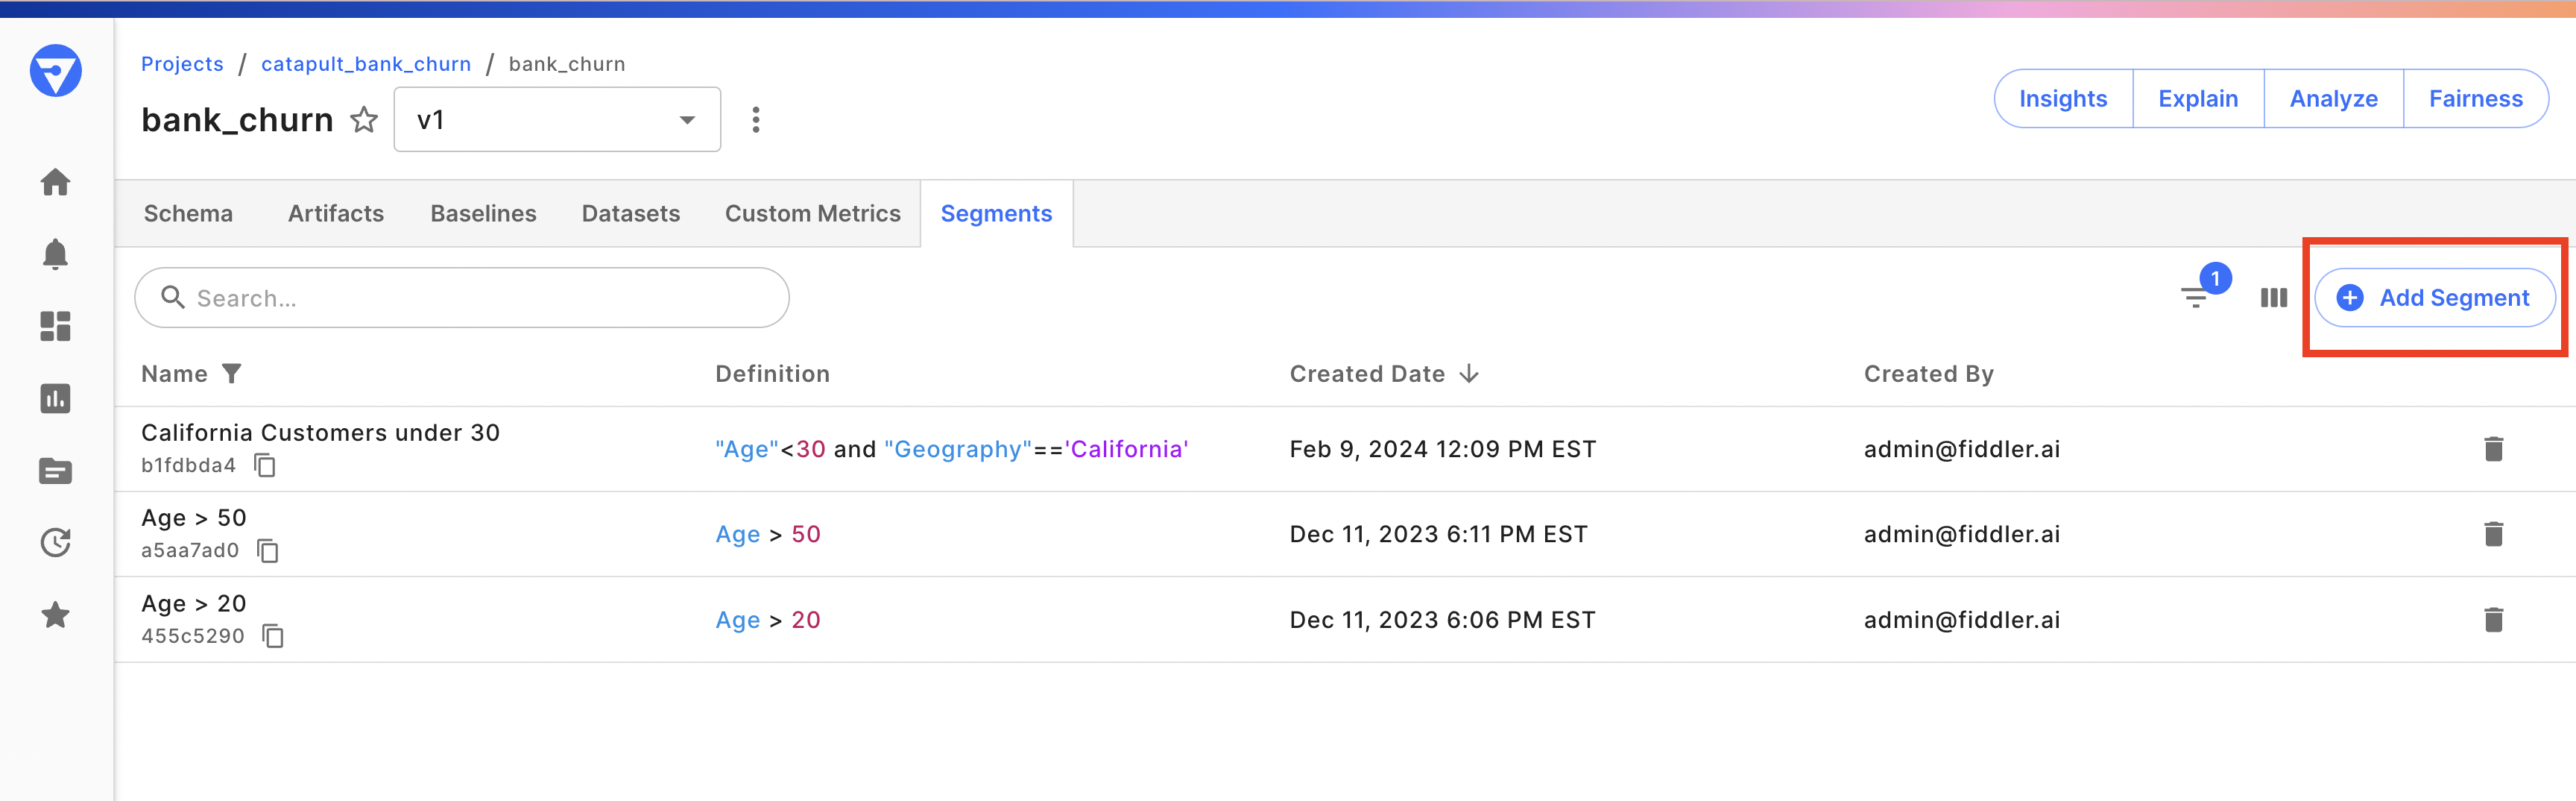 Projects / catapult_bank_churn / bank_churn
bank_churn v1
Insights Explain Analyze Fairness
Schema Artifacts Baselines Datasets Custom Metrics Segments
Search... 1 Add Segment
Name Definition Created Date Created By
California Customers under 30
b1fdbda4
"Age"<30 and "Geography"=='California' Feb 9, 2024 12:09 PM EST admin@fiddler.ai
Age > 50
a5aa7ad0
Age > 50 Dec 11, 2023 6:11 PM EST admin@fiddler.ai
Age > 20
455c5290
Age > 20 Dec 11, 2023 6:06 PM EST admin@fiddler.ai